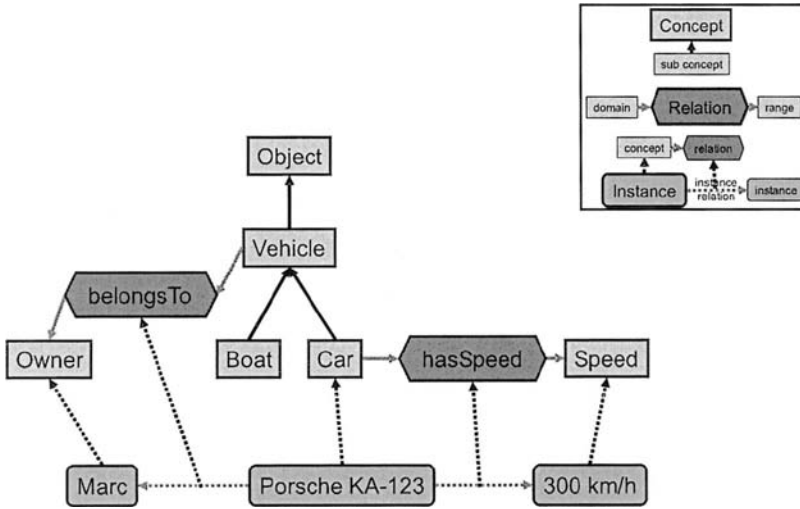 Concept
sub concept
domain
Relation
range
concept
relation
Instance
instance
relation
instance
Object
Vehicle
belongsTo
Owner
Boat
Car
hasSpeed
Speed
Marc
Porsche KA-123
300 km/h